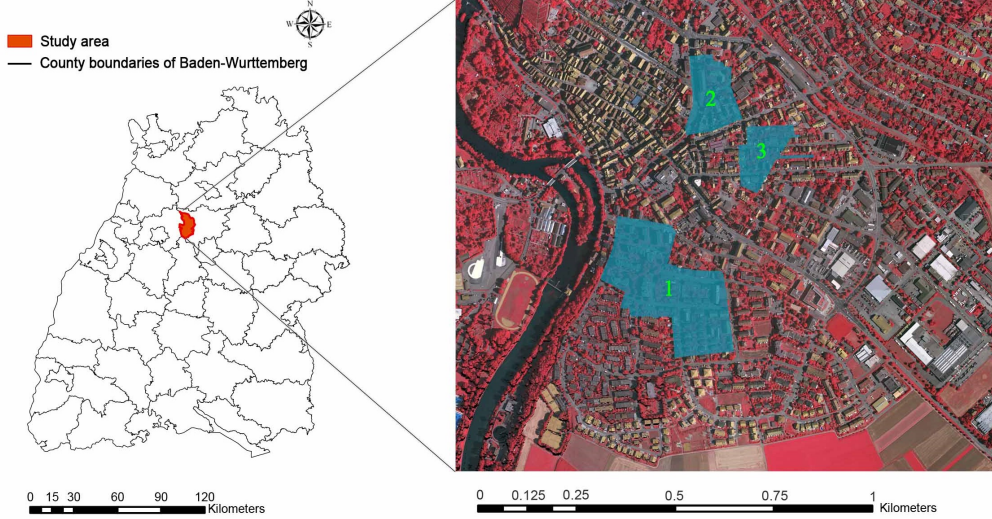 N
W E
S
Study area
County boundaries of Baden-Wurttemberg
2
3
1
0 15 30 60 90 120
Kilometers
0 0.125 0.25 0.5 0.75 1
Kilometers